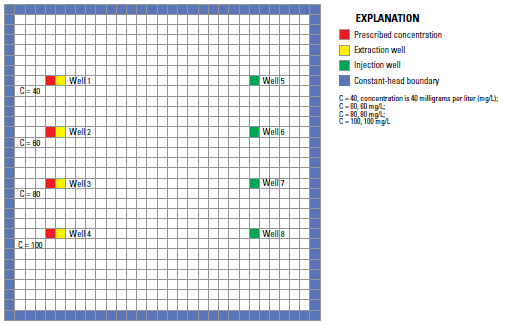 EXPLANATION
Prescribed concentration
Extraction well
Injection well
Constant-head boundary
C = 40, concentration is 40 milligrams per liter (mg/L);
C = 60, 60 mg/L;
C = 80, 80 mg/L;
C = 100, 100 mg/L
Well 1
Well 5
C = 40
Well 2
Well 6
C = 60
Well 3
Well 7
C = 80
Well 4
Well 8
C = 100